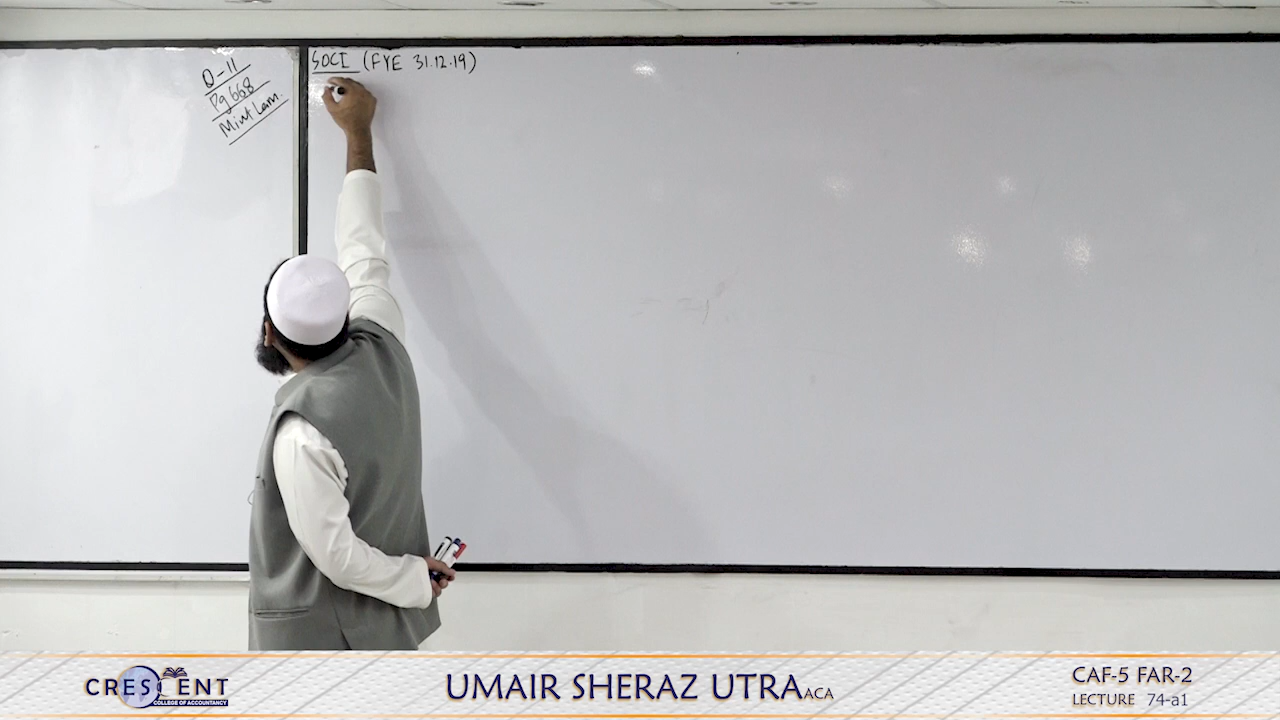 Q-11
Pg 668
Mint Lam.
SOCI (FYE 31.12.19)
CRESCENT
COLLEGE OF ACCOUNTANCY
UMAIR SHERAZ UTRA ACA
CAF-5 FAR-2
LECTURE 74-a1